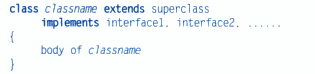 class classname extends superclass
implements interface1. interface2. ......
{
body of classname
}